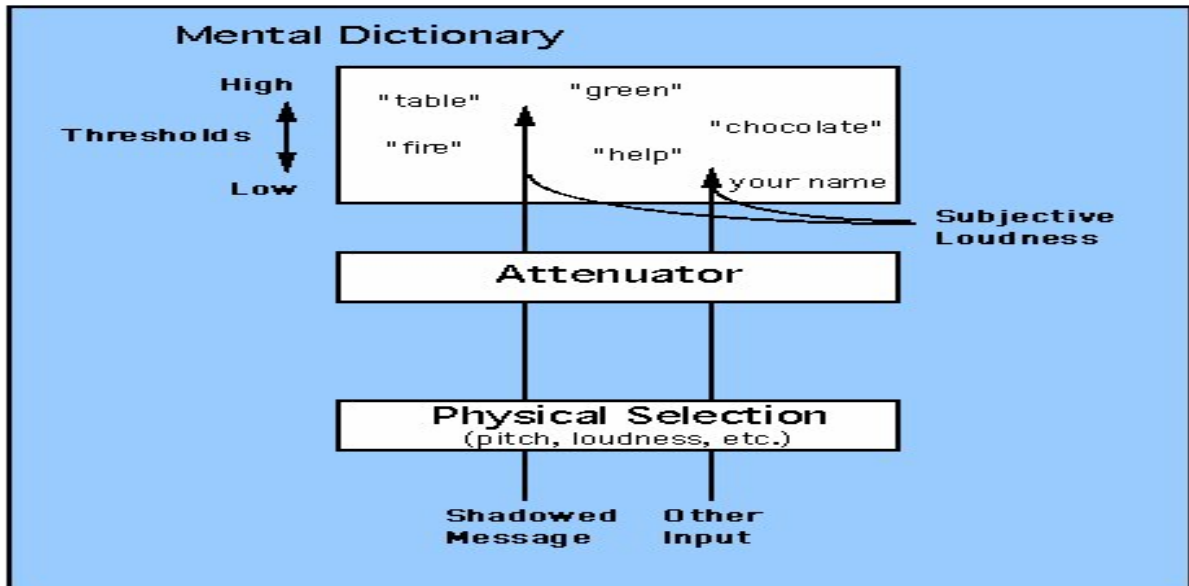 Mental Dictionary
High
Thresholds
Low
"table"
"green"
"chocolate"
"fire"
"help"
your name
Subjective
Loudness
Attenuator
Physical Selection
(pitch, loudness, etc.)
Shadowed
Message
Other
Input